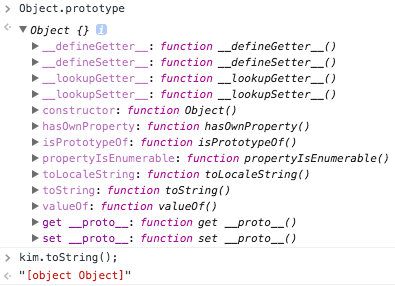 Object.prototype
Object {} i
__defineGetter__: function __defineGetter__()
__defineSetter__: function __defineSetter__()
__lookupGetter__: function __lookupGetter__()
__lookupSetter__: function __lookupSetter__()
constructor: function Object()
hasOwnProperty: function hasOwnProperty()
isPrototypeOf: function isPrototypeOf()
propertyIsEnumerable: function propertyIsEnumerable()
toLocaleString: function toLocaleString()
toString: function toString()
valueOf: function valueOf()
get __proto__: function get __proto__()
set __proto__: function set __proto__()
kim.toString();
"[object Object]"